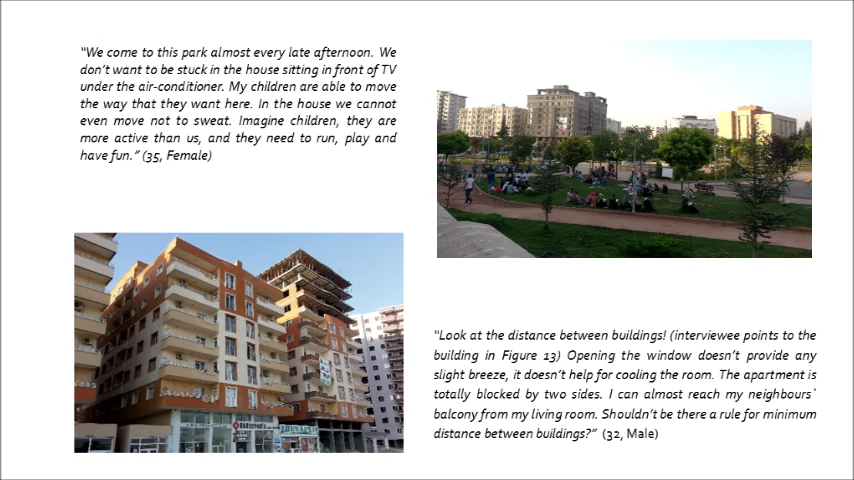 “We come to this park almost every late afternoon. We
don’t want to be stuck in the house sitting in front of TV
under the air-conditioner. My children are able to move
the way that they want here. In the house we cannot
even move not to sweat. Imagine children, they are
more active than us, and they need to run, play and
have fun.” (35, Female)
“Look at the distance between buildings! (interviewee points to the
building in Figure 13) Opening the window doesn’t provide any
slight breeze, it doesn’t help for cooling the room. The apartment is
totally blocked by two sides. I can almost reach my neighbours`
balcony from my living room. Shouldn’t be there a rule for minimum
distance between buildings?” (32, Male)